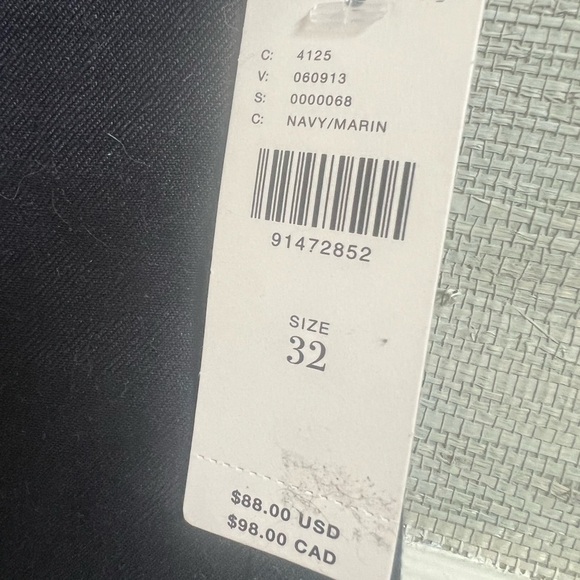 C: 4125
V: 060913
S: 0000068
C: NAVY/MARIN
91472852
SIZE
32
$88.00 USD
$98.00 CAD